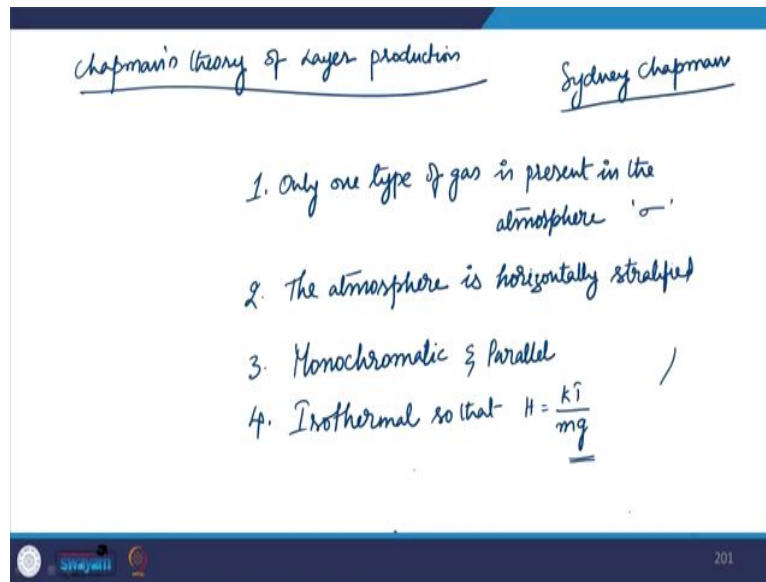 Chapman's theory of Layer production
Sydney Chapman
1. Only one type of gas is present in the
atmosphere 'σ'
2. The atmosphere is horizontally stratified
3. Monochromatic & Parallel
4. Isothermal so that H = kT/mg
swayam
201